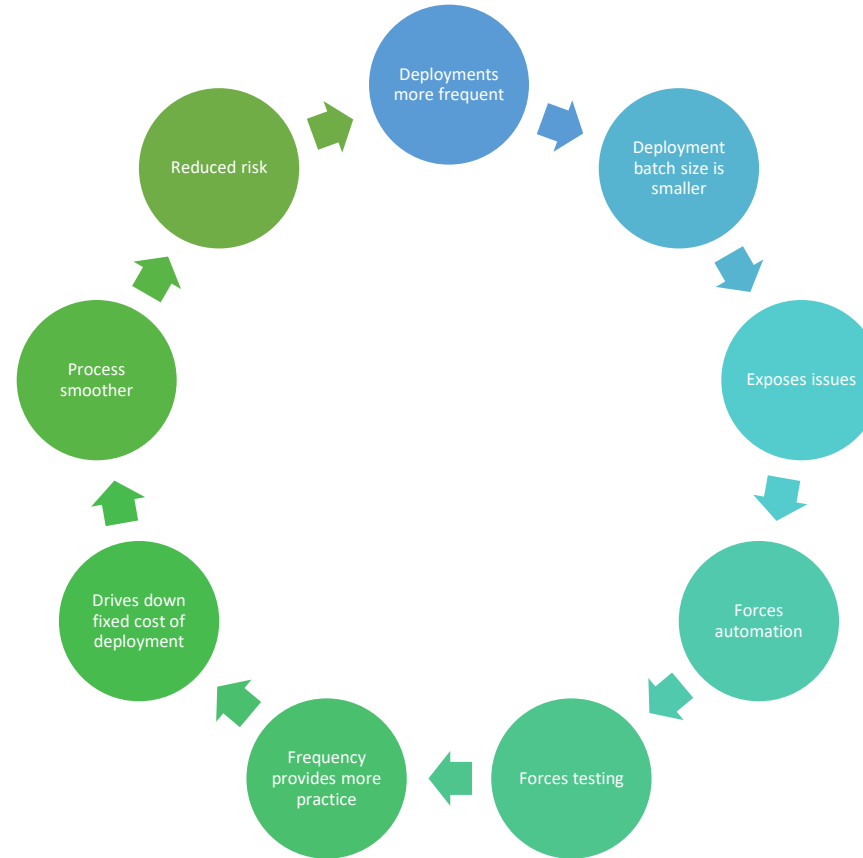 Deployments
more frequent
Deployment
batch size is
smaller
Exposes issues
Forces
automation
Forces testing
Frequency
provides more
practice
Drives down
fixed cost of
deployment
Process
smoother
Reduced risk